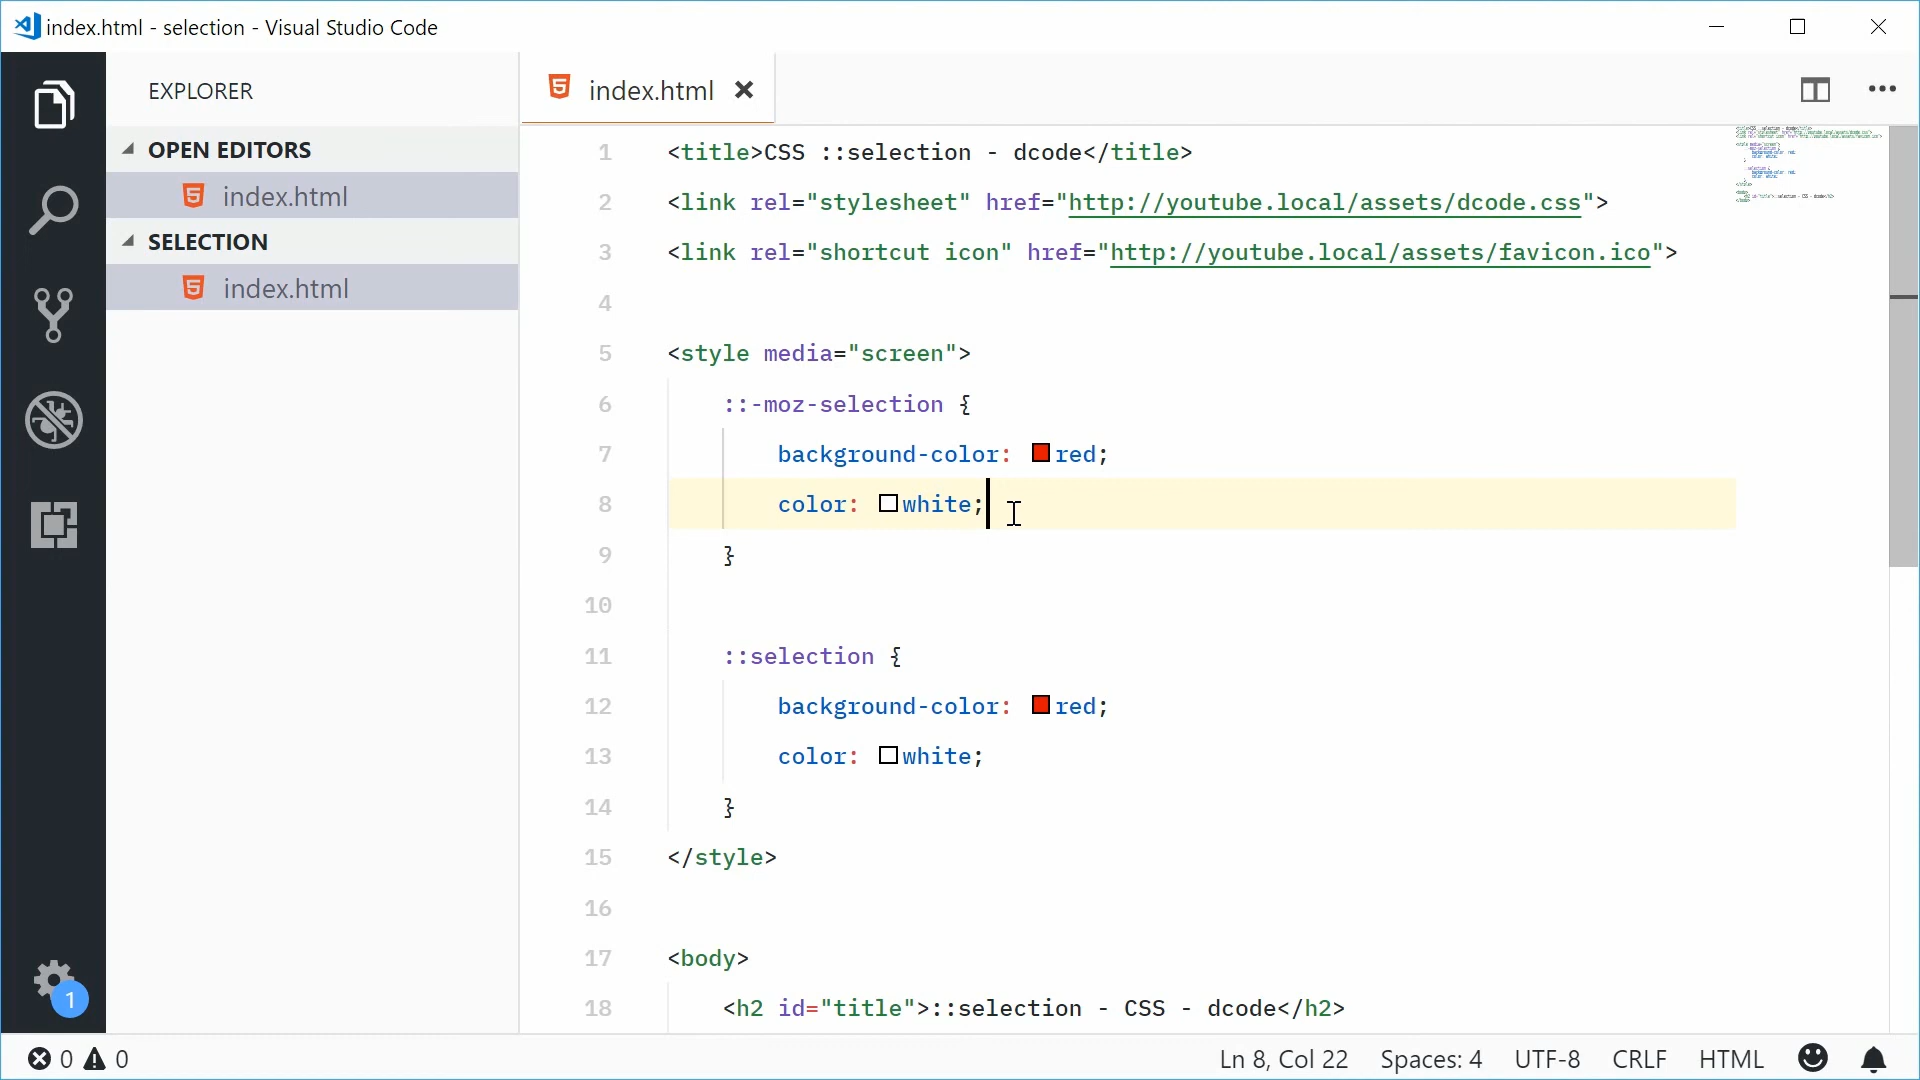 index.html - selection - Visual Studio Code
EXPLORER
OPEN EDITORS
index.html
SELECTION
index.html
index.html
1 <title>CSS ::selection - dcode</title>
2 <link rel="stylesheet" href="http://youtube.local/assets/dcode.css">
3 <link rel="shortcut icon" href="http://youtube.local/assets/favicon.ico">
4
5 <style media="screen">
6     ::-moz-selection {
7         background-color: red;
8         color: white;
9     }
10
11     ::selection {
12         background-color: red;
13         color: white;
14     }
15 </style>
16
17 <body>
18     <h2 id="title">::selection - CSS - dcode</h2>
1
0 0
Ln 8, Col 22 Spaces: 4 UTF-8 CRLF HTML